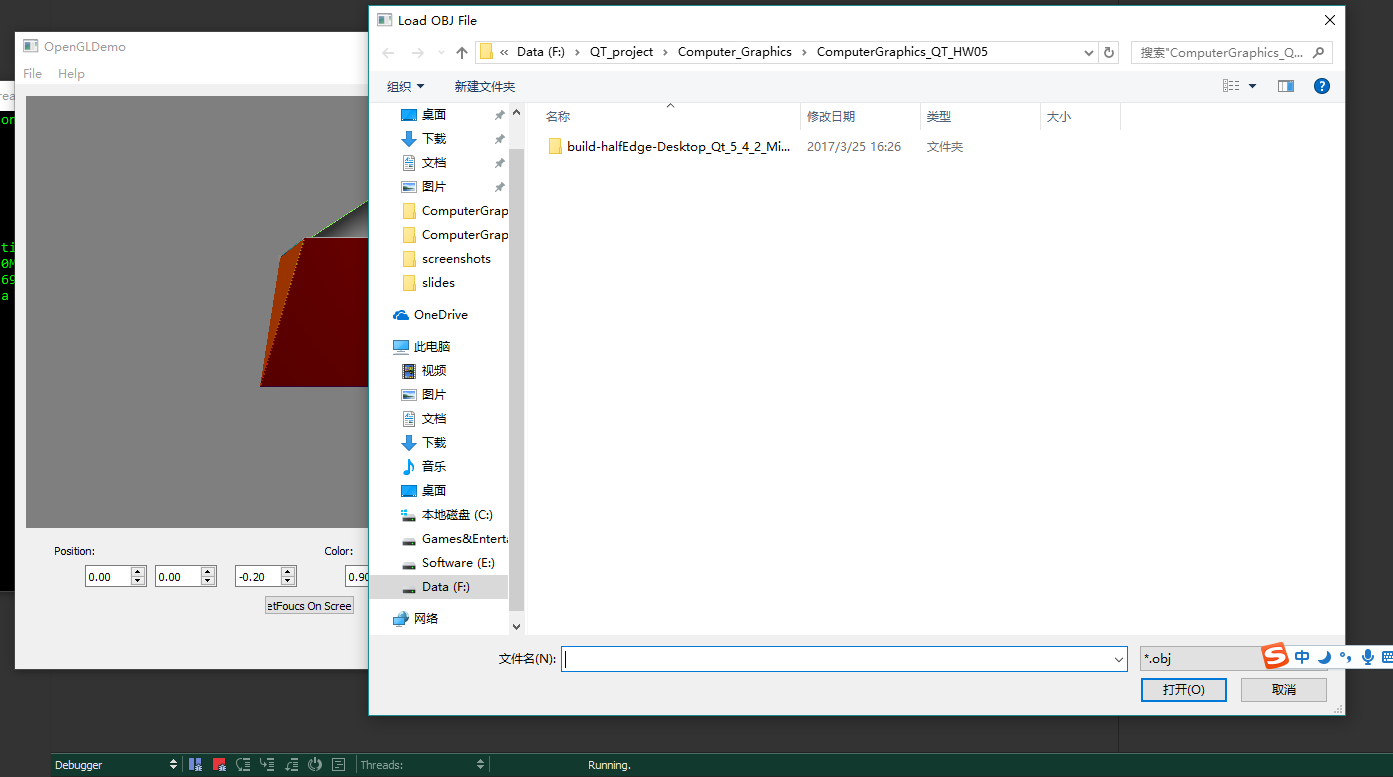 Load OBJ File
OpenGLDemo
« Data (F:) › QT_project › Computer_Graphics › ComputerGraphics_QT_HW05
搜索"ComputerGraphics_Q...
File Help
组织 新建文件夹
名称 修改日期 类型 大小
build-halfEdge-Desktop_Qt_5_4_2_Mi... 2017/3/25 16:26 文件夹
桌面
下载
文档
图片
ComputerGrap
ComputerGrap
screenshots
slides
OneDrive
此电脑
视频
图片
文档
下载
音乐
桌面
本地磁盘 (C:)
Games&Enterta
Software (E:)
Data (F:)
网络
on
ti
0M
69
a
Position: Color:
0.00 0.00 -0.20 0.90
etFoucs On Scree
文件名(N): *.obj
中
打开(O) 取消
Debugger Threads: Running.